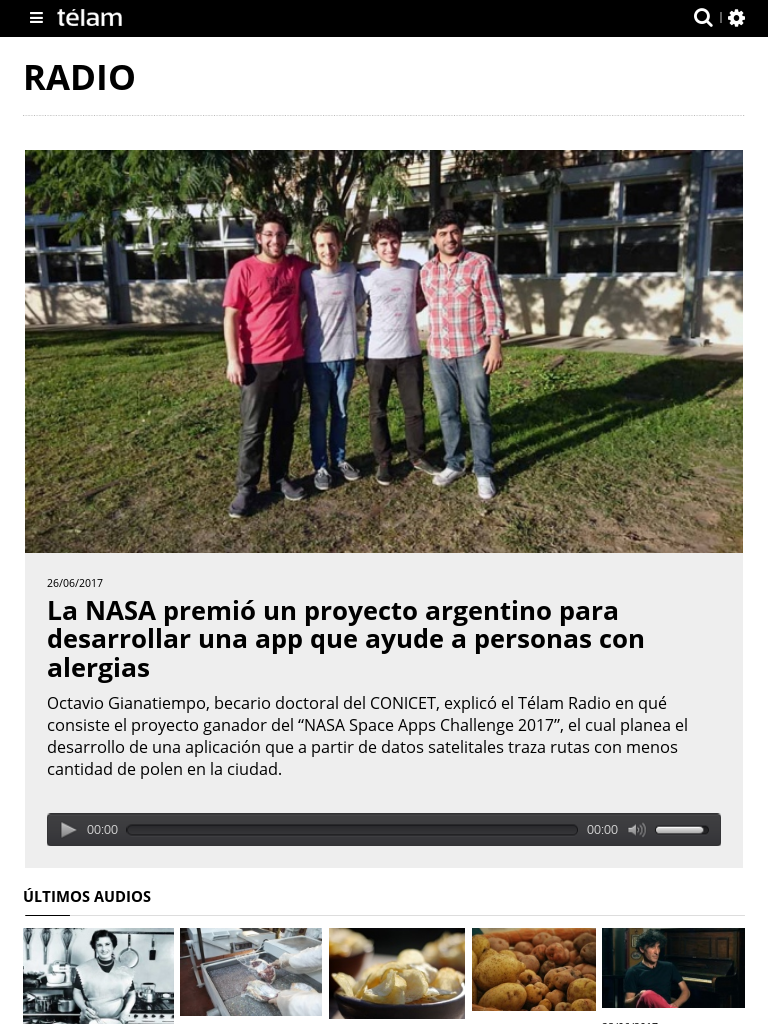 télam
RADIO
26/06/2017
La NASA premió un proyecto argentino para
desarrollar una app que ayude a personas con
alergias
Octavio Gianatiempo, becario doctoral del CONICET, explicó el Télam Radio en qué
consiste el proyecto ganador del “NASA Space Apps Challenge 2017”, el cual planea el
desarrollo de una aplicación que a partir de datos satelitales traza rutas con menos
cantidad de polen en la ciudad.
00:00 00:00
ÚLTIMOS AUDIOS